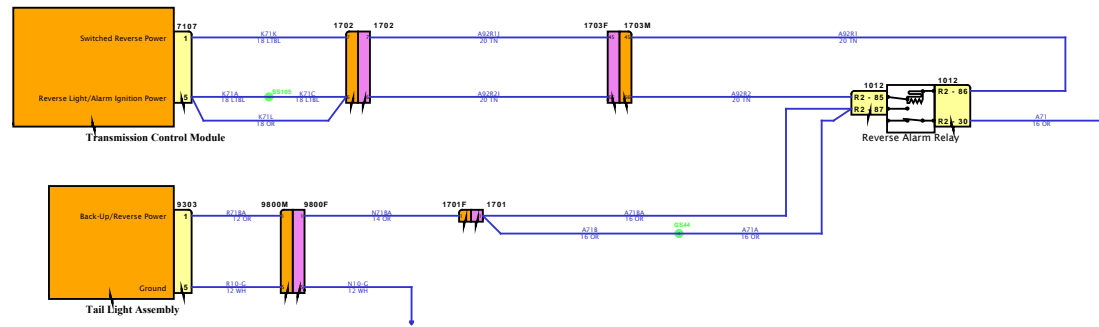 7107
1702 1702
1703F 1703M
Switched Reverse Power
1
K71K
18 LTBL
A92R1J
20 TN
45
A92R1
20 TN
1012
1012
Reverse Light/Alarm Ignition Power
5
K71A
18 LTBL
GS105
K71C
18 LTBL
A92R2J
20 TN
A92R2
20 TN
R2 - 85
R2 - 86
R2 - 87
K71L
18 OR
R2 - 30
A71
16 OR
Transmission Control Module
Reverse Alarm Relay
9303
9800M 9800F
1701F 1701
Back-Up/Reverse Power
1
R71BA
12 OR
N71BA
14 OR
A71BA
16 OR
A71B
16 OR
GS44
A71A
16 OR
Ground
5
R10-G
12 WH
N10-G
12 WH
Tail Light Assembly